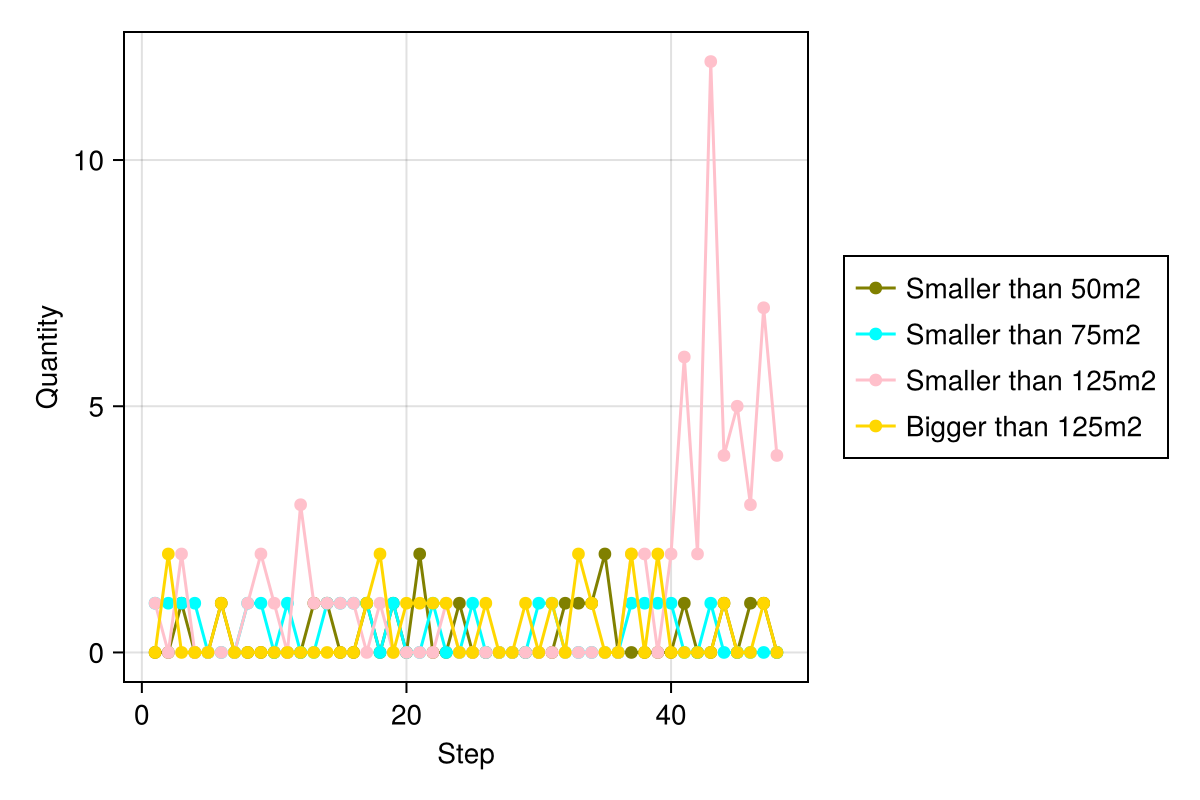 10
5
0
Quantity
0 20 40
Step
Smaller than 50m2
Smaller than 75m2
Smaller than 125m2
Bigger than 125m2